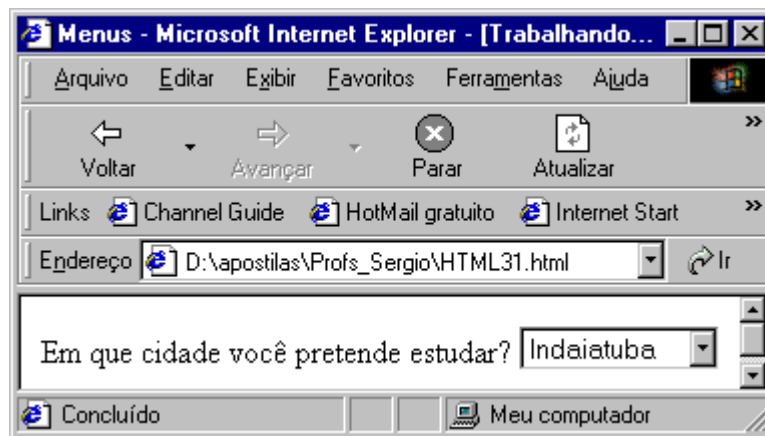 Menus - Microsoft Internet Explorer - [Trabalhando...
Arquivo Editar Exibir Favoritos Ferramentas Ajuda
Voltar Avançar Parar Atualizar »
Links Channel Guide HotMail gratuito Internet Start »
Endereço D:\apostilas\Profs_Sergio\HTML31.html Ir
Em que cidade você pretende estudar? Indaiatuba
Concluído Meu computador